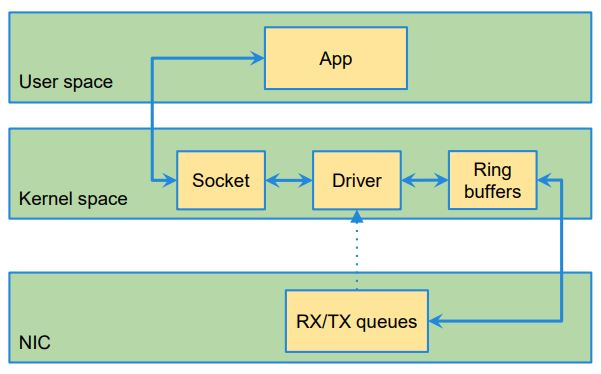 App
User space
Socket
Driver
Ring
buffers
Kernel space
RX/TX queues
NIC